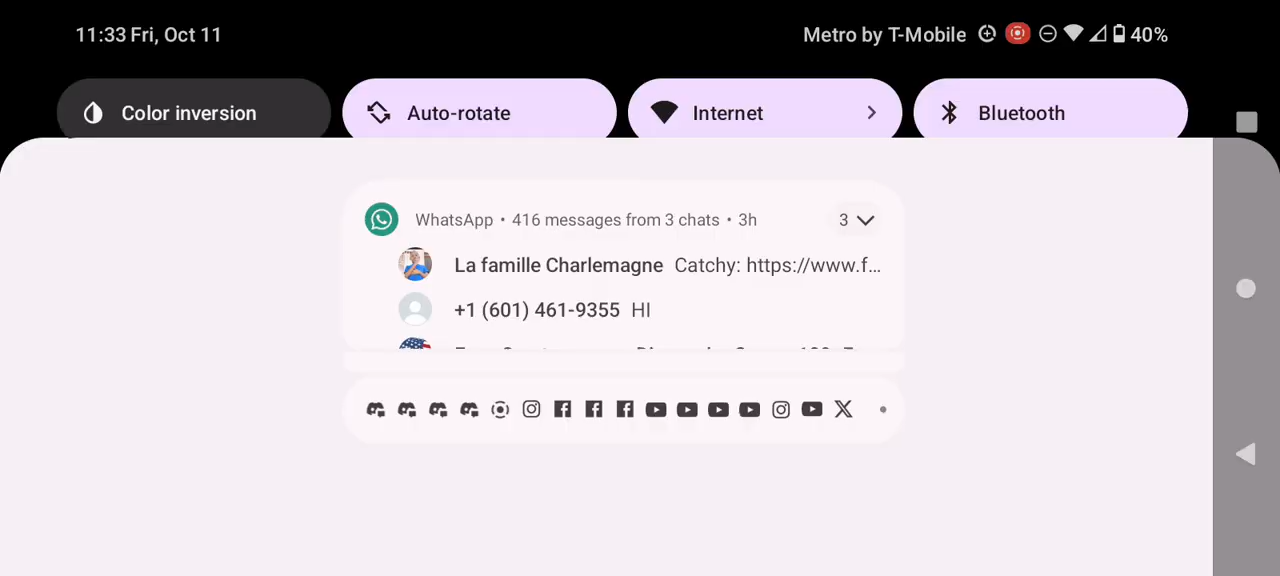 11:33 Fri, Oct 11
Metro by T-Mobile 40%
Color inversion
Auto-rotate
Internet
Bluetooth
WhatsApp • 416 messages from 3 chats • 3h
3
La famille Charlemagne Catchy: https://www.f…
+1 (601) 461-9355 HI